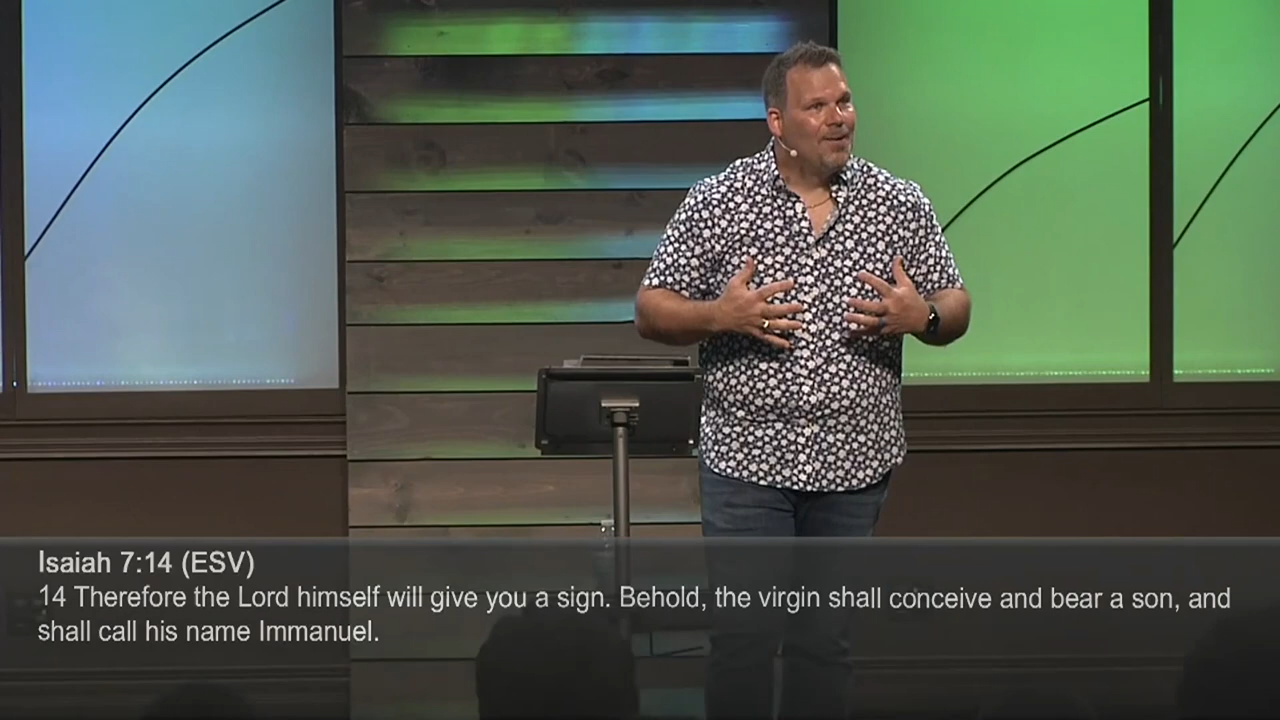 Isaiah 7:14 (ESV)
14 Therefore the Lord himself will give you a sign. Behold, the virgin shall conceive and bear a son, and
shall call his name Immanuel.